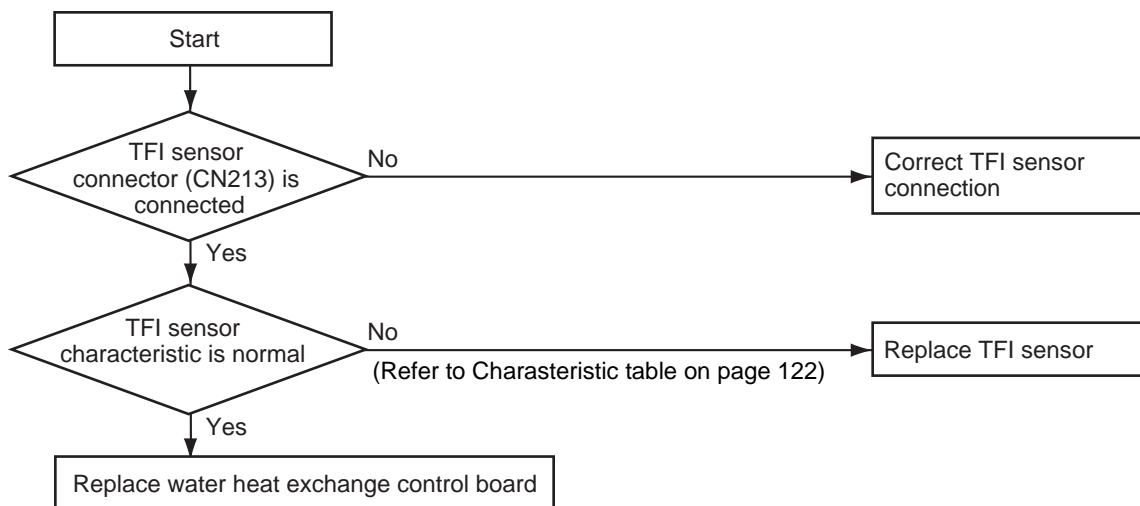 Start
TFI sensor
connector (CN213) is
connected
No
Correct TFI sensor
connection
Yes
TFI sensor
characteristic is normal
No
(Refer to Charasteristic table on page 122)
Replace TFI sensor
Yes
Replace water heat exchange control board